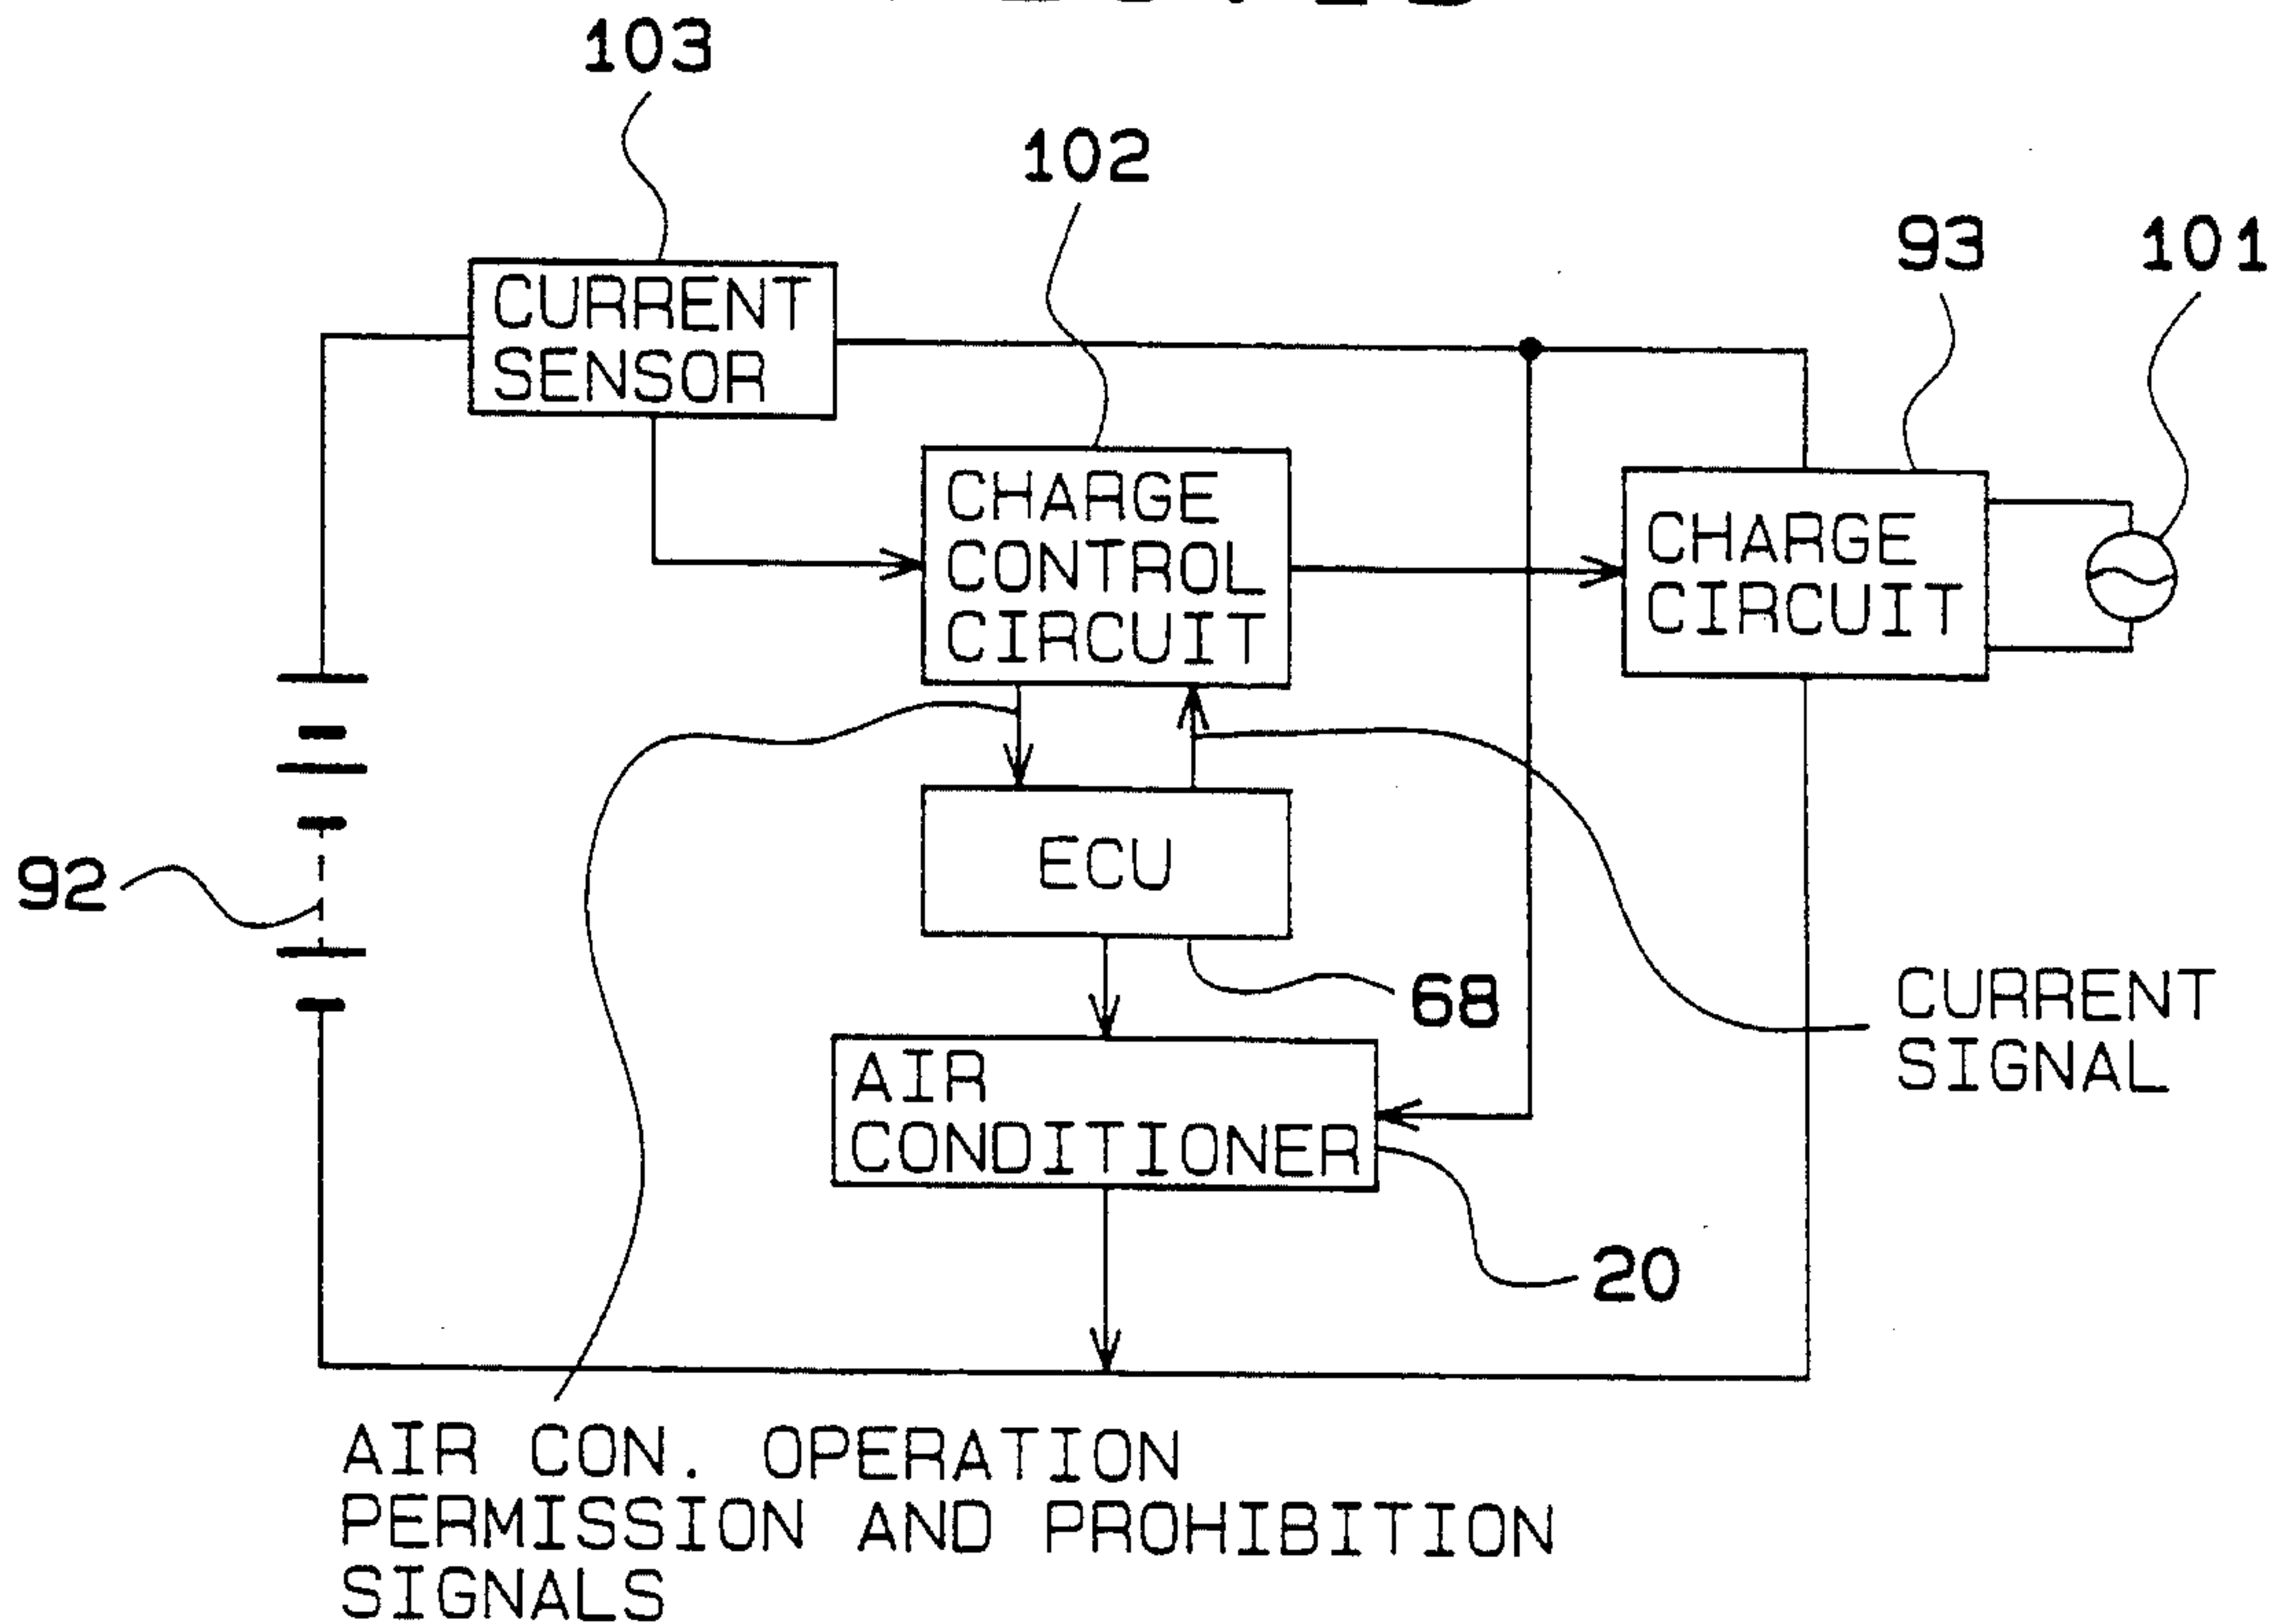 103
102
93
101
CURRENT
SENSOR
CHARGE
CONTROL
CIRCUIT
CHARGE
CIRCUIT
92
ECU
68
CURRENT
SIGNAL
AIR
CONDITIONER
20
AIR CON. OPERATION
PERMISSION AND PROHIBITION
SIGNALS